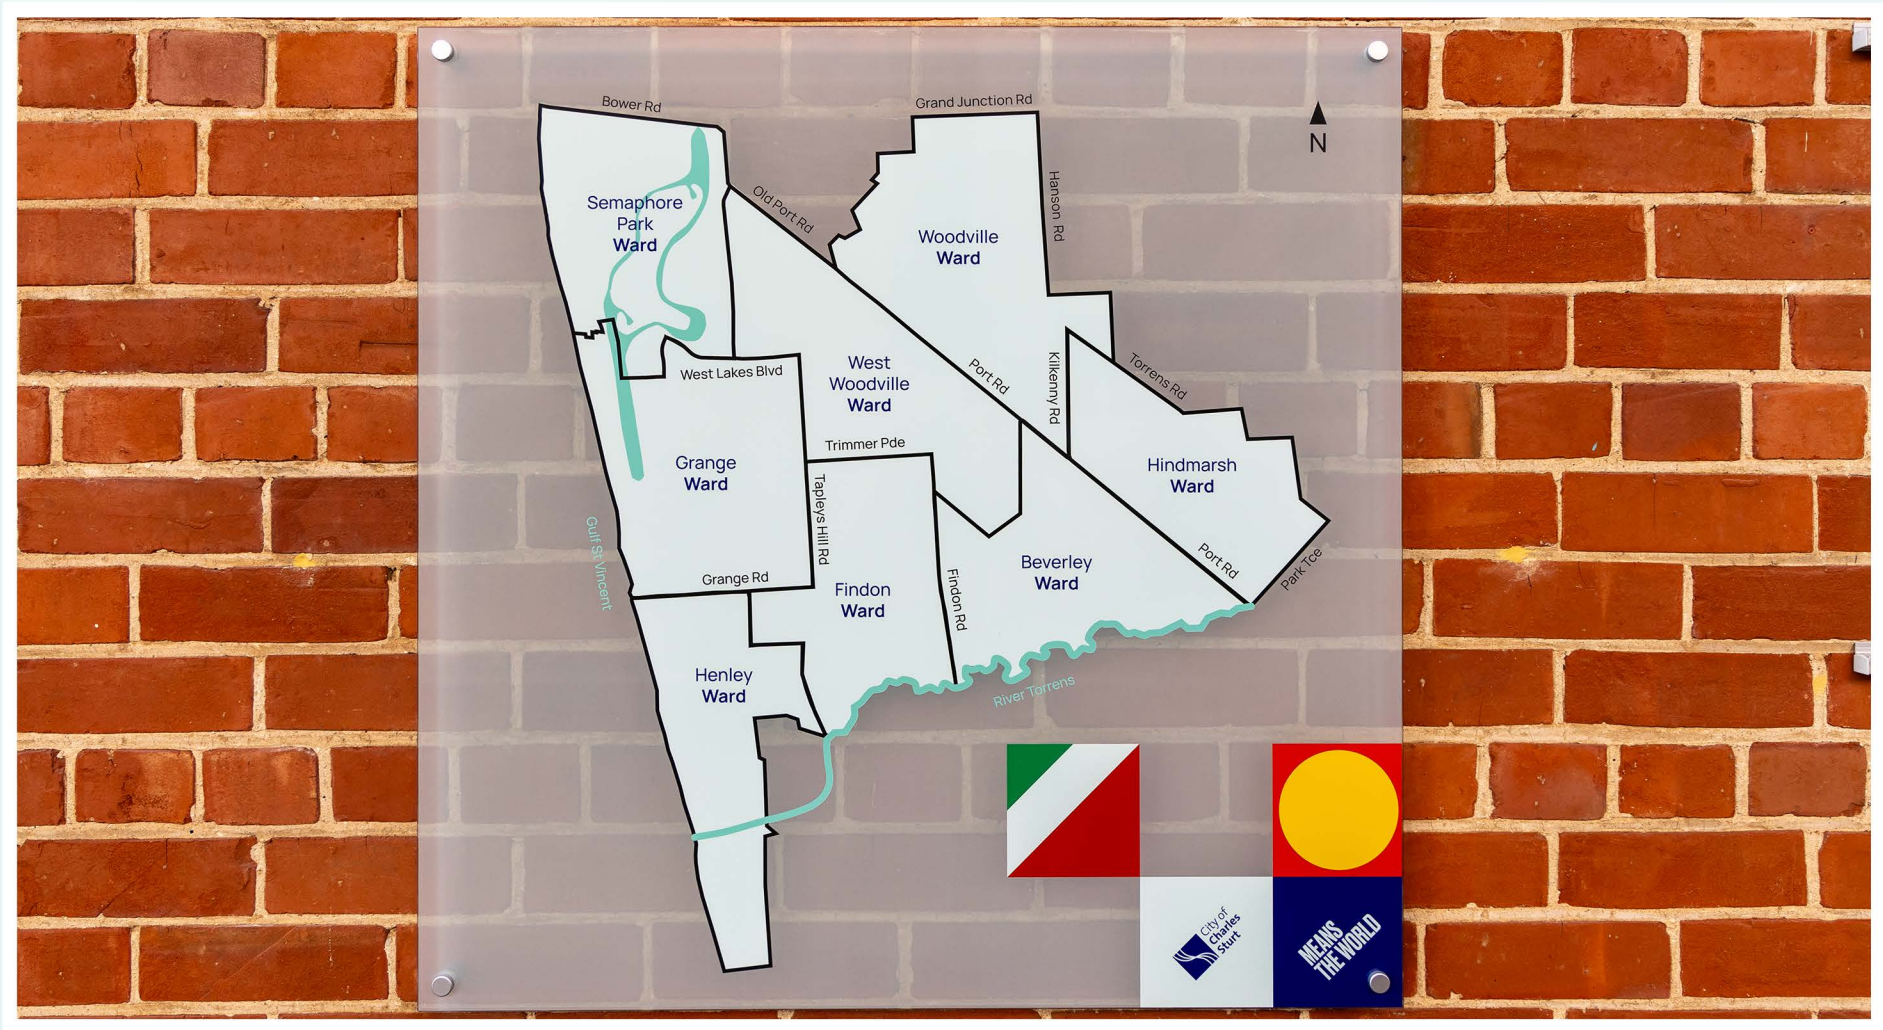 Bower Rd
Grand Junction Rd
N
Hanson Rd
Old Port Rd
Semaphore
Park
Ward
Woodville
Ward
West Lakes Blvd
West
Woodville
Ward
Port Rd
Kilkenny Rd
Torrens Rd
Trimmer Pde
Grange
Ward
Hindmarsh
Ward
Tapleys Hill Rd
Gulf St Vincent
Grange Rd
Findon
Ward
Findon Rd
Beverley
Ward
Port Rd
Park Tce
Henley
Ward
River Torrens
City of
Charles
Sturt
MEANS
THE WORLD